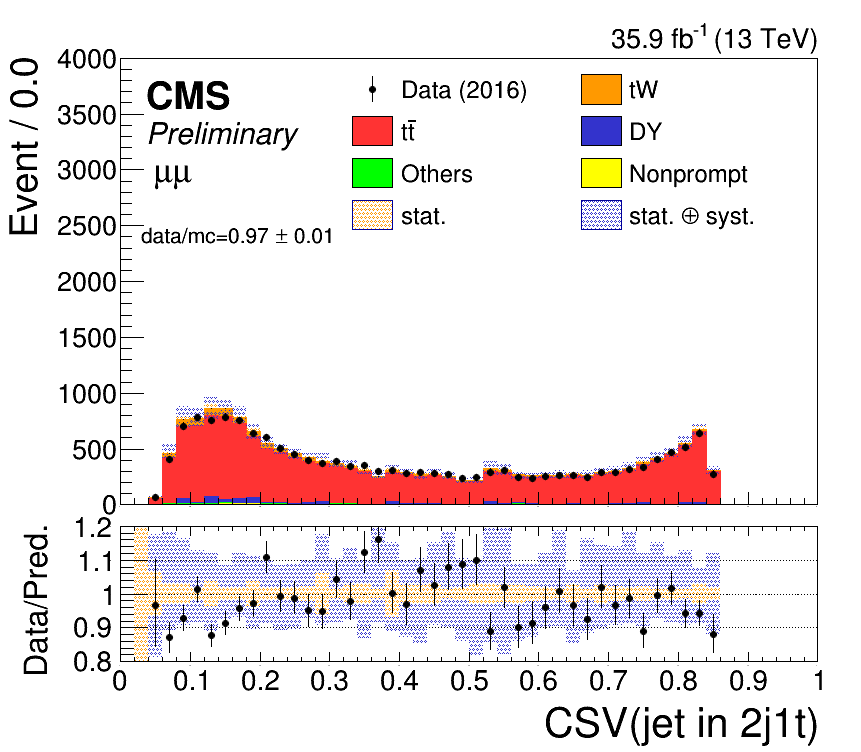 35.9 fb⁻¹ (13 TeV)
Event / 0.0
4000
3500
3000
2500
2000
1500
1000
500
0
CMS
Preliminary
μμ
data/mc=0.97 ± 0.01
Data (2016)
tW
tt̄
DY
Others
Nonprompt
stat.
stat. ⊕ syst.
Data/Pred.
1.2
1.1
1
0.9
0.8
0 0.1 0.2 0.3 0.4 0.5 0.6 0.7 0.8 0.9 1
CSV(jet in 2j1t)